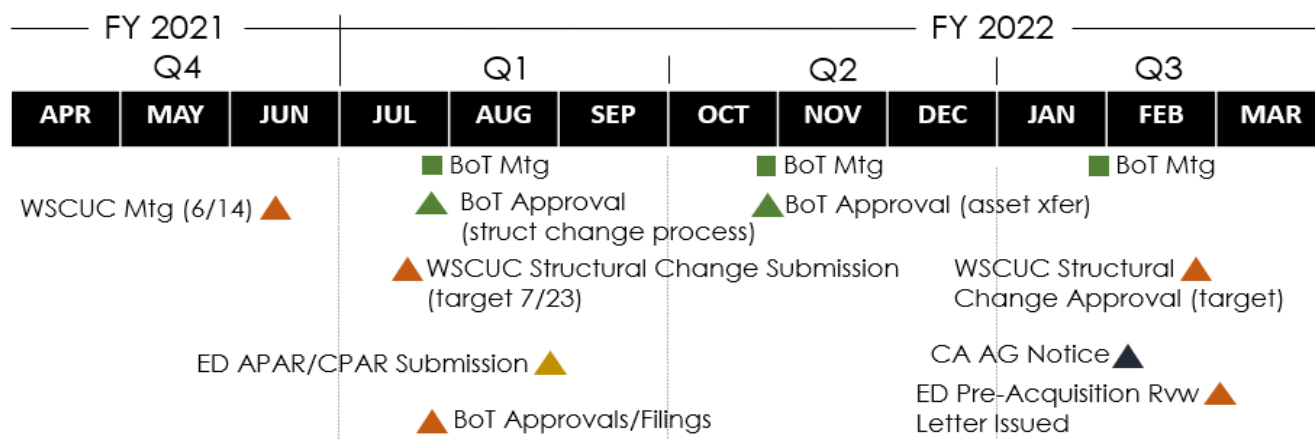 FY 2021 FY 2022
Q4 Q1 Q2 Q3
APR MAY JUN JUL AUG SEP OCT NOV DEC JAN FEB MAR
BoT Mtg BoT Mtg BoT Mtg
WSCUC Mtg (6/14) BoT Approval BoT Approval (asset xfer)
(struct change process)
WSCUC Structural Change Submission WSCUC Structural
(target 7/23) Change Approval (target)
ED APAR/CPAR Submission CA AG Notice
ED Pre-Acquisition Rvw
BoT Approvals/Filings Letter Issued